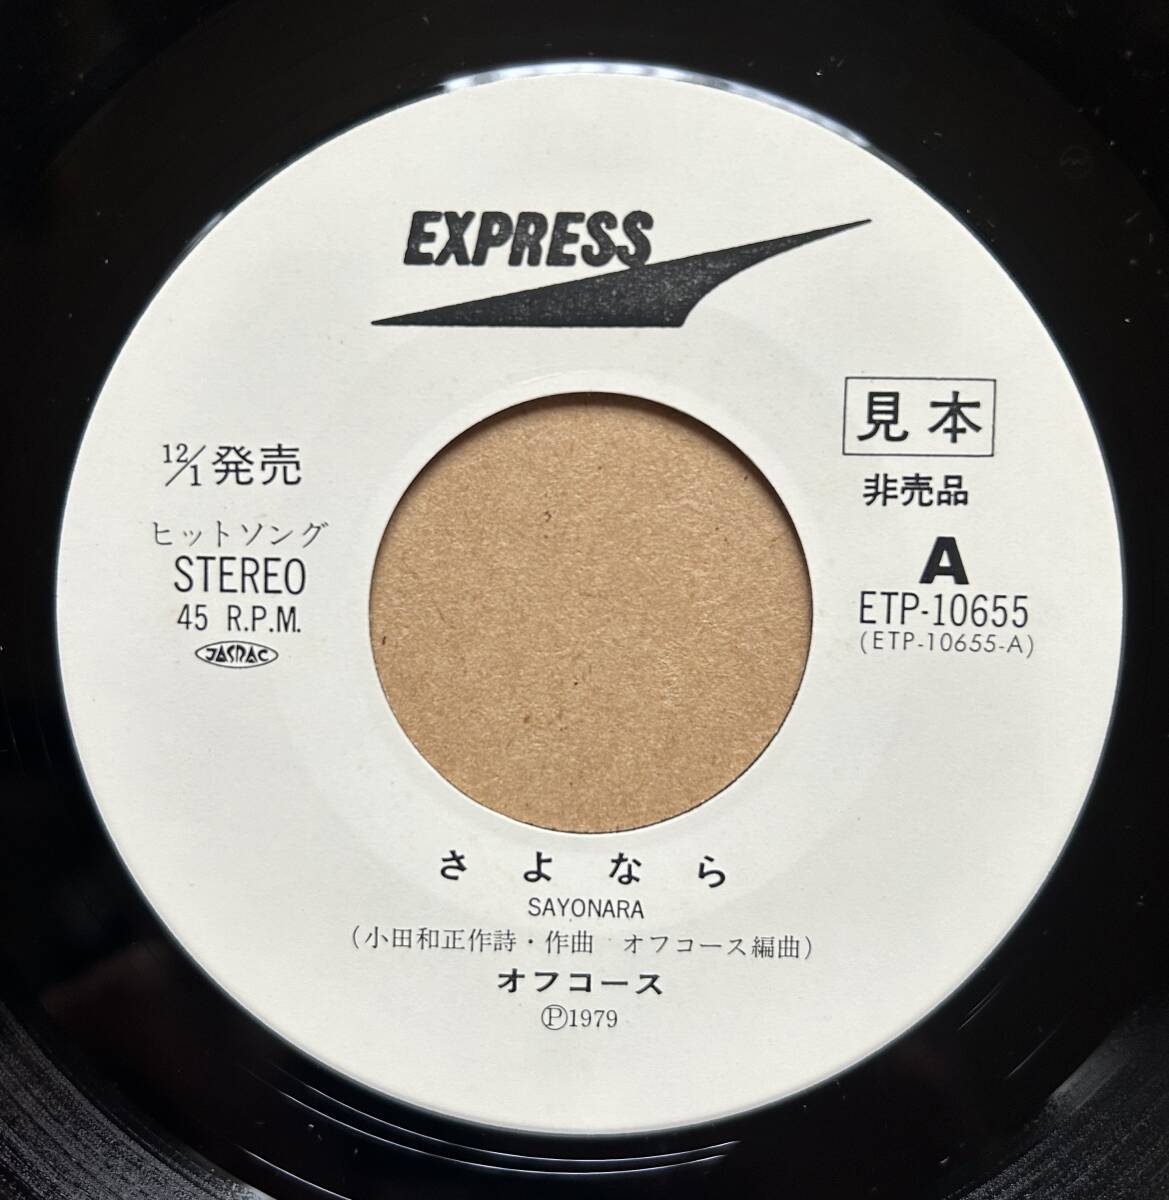 EXPRESS
見本
非売品
A
ETP-10655
(ETP-10655-A)
12/1発売
ヒットソング
STEREO
45 R.P.M.
JASRAC
さよなら
SAYONARA
(小田和正作詩・作曲 オフコース編曲)
オフコース
Ⓟ1979